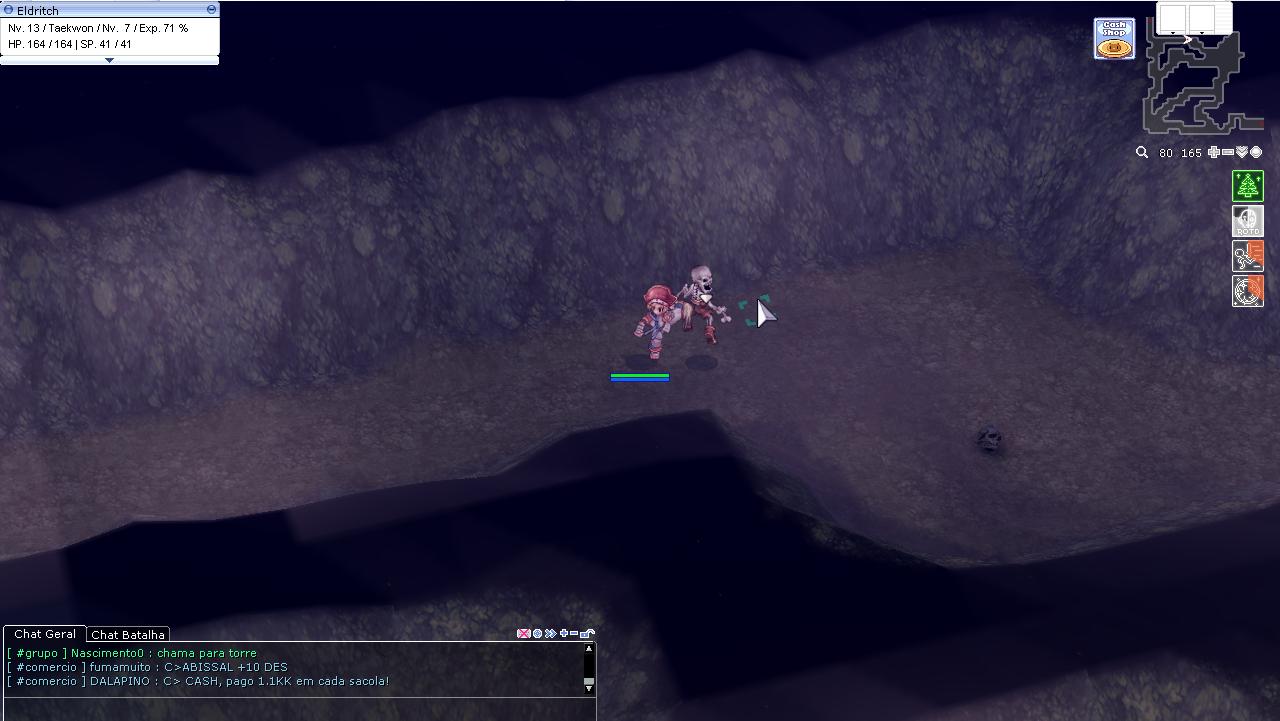 Eldritch
Nv. 13 / Taekwon / Nv. 7 / Exp. 71 %
HP. 164 / 164 | SP. 41 / 41
Cash
Shop
80 165
ROTD
Chat Geral
Chat Batalha
[ #grupo ] Nascimento0 : chama para torre
[ #comercio ] fumamuito : C>ABISSAL +10 DES
[ #comercio ] DALAPINO : C> CASH, pago 1.1KK em cada sacola!